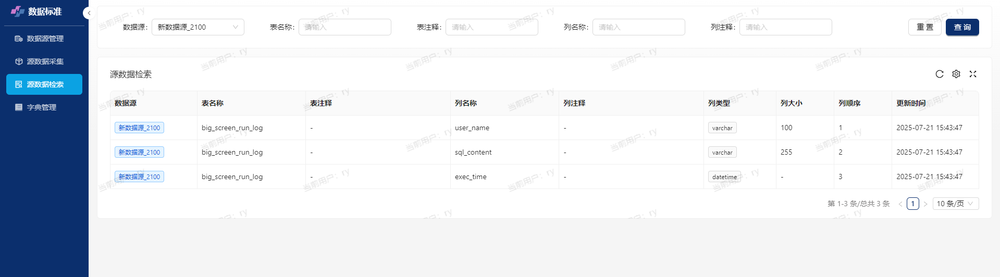 数据标准
数据源管理
源数据采集
源数据检索
字典管理
数据源: 新数据源_2100 表名称: 请输入 表注释: 请输入 列名称: 请输入 列注释: 请输入 重 置 查 询
源数据检索
数据源 表名称 表注释 列名称 列注释 列类型 列大小 列顺序 更新时间
新数据源_2100 big_screen_run_log - user_name - varchar 100 1 2025-07-21 15:43:47
新数据源_2100 big_screen_run_log - sql_content - varchar 255 2 2025-07-21 15:43:47
新数据源_2100 big_screen_run_log - exec_time - datetime - 3 2025-07-21 15:43:47
第 1-3 条/总共 3 条 1 10 条/页
当前用户: ry